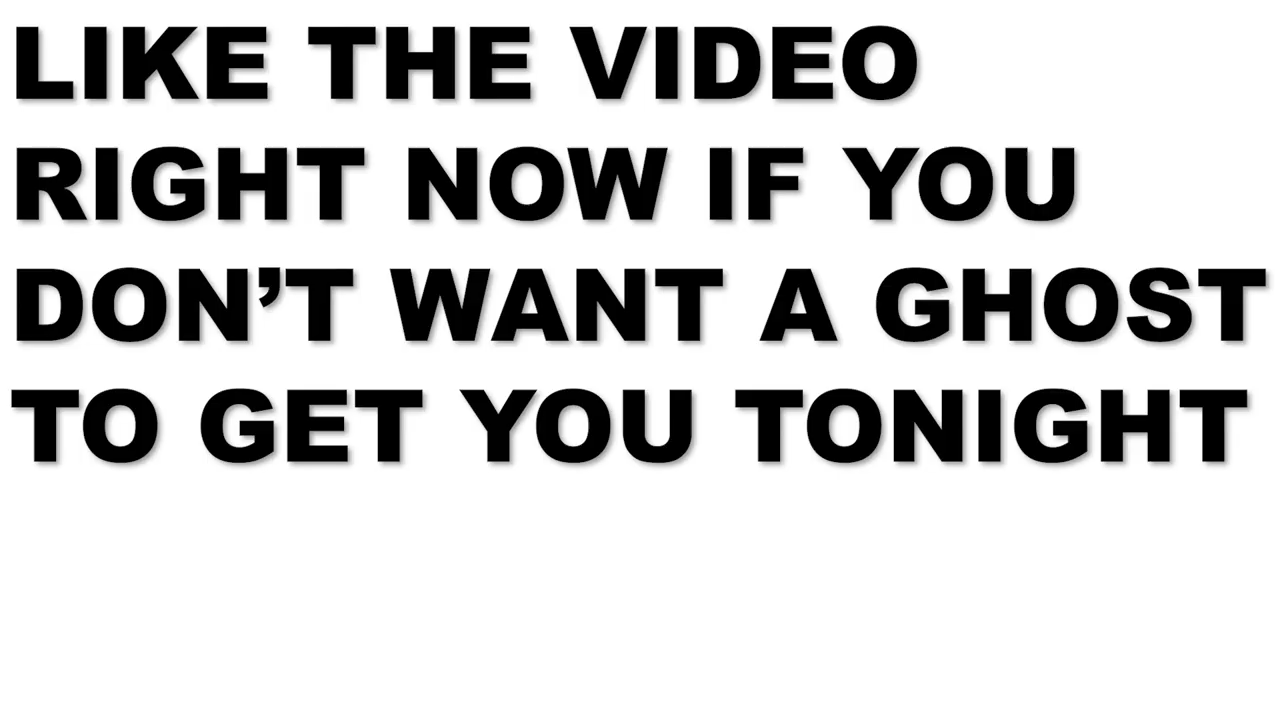 LIKE THE VIDEO
RIGHT NOW IF YOU
DON’T WANT A GHOST
TO GET YOU TONIGHT